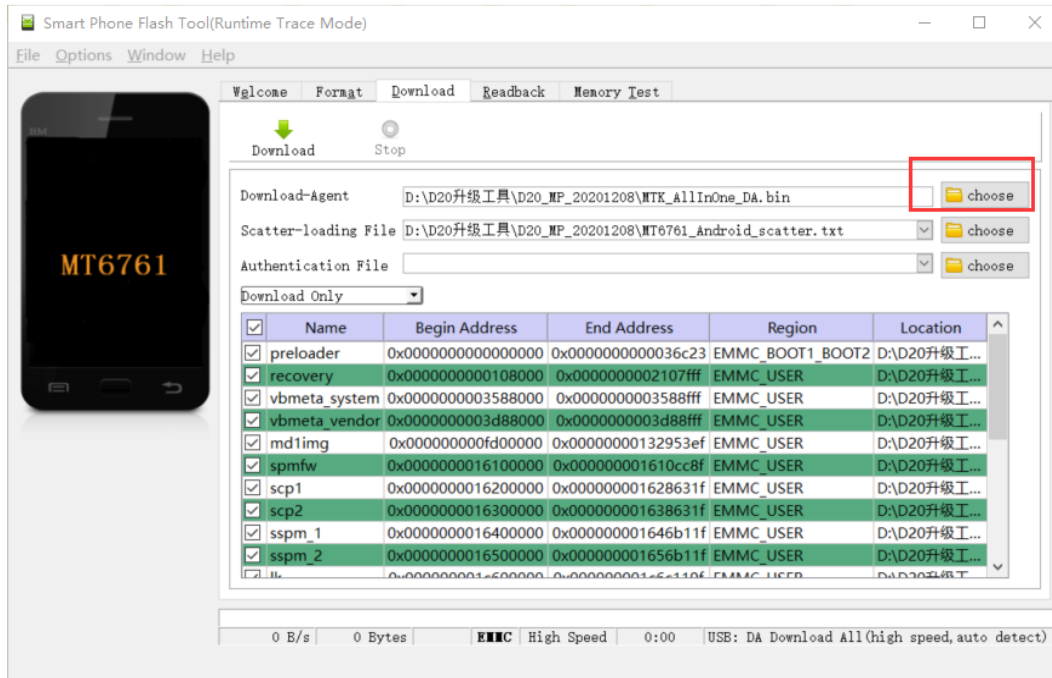 Smart Phone Flash Tool(Runtime Trace Mode)
File Options Window Help
Welcome Format Download Readback Memory Test
BM
Download Stop
Download-Agent D:\D20升级工具\D20_MP_20201208\MTK_AllInOne_DA.bin choose
Scatter-loading File D:\D20升级工具\D20_MP_20201208\MT6761_Android_scatter.txt choose
MT6761
Authentication File choose
Download Only
Name Begin Address End Address Region Location
preloader 0x0000000000000000 0x0000000000036c23 EMMC_BOOT1_BOOT2 D:\D20升级工...
recovery 0x0000000000108000 0x0000000002107fff EMMC_USER D:\D20升级工...
vbmeta_system 0x0000000003588000 0x0000000003588fff EMMC_USER D:\D20升级工...
vbmeta_vendor 0x0000000003d88000 0x0000000003d88fff EMMC_USER D:\D20升级工...
md1img 0x000000000fd00000 0x00000000132953ef EMMC_USER D:\D20升级工...
spmfw 0x0000000016100000 0x000000001610cc8f EMMC_USER D:\D20升级工...
scp1 0x0000000016200000 0x000000001628631f EMMC_USER D:\D20升级工...
scp2 0x0000000016300000 0x000000001638631f EMMC_USER D:\D20升级工...
sspm_1 0x0000000016400000 0x000000001646b11f EMMC_USER D:\D20升级工...
sspm_2 0x0000000016500000 0x000000001656b11f EMMC_USER D:\D20升级工...
EMMC_USER D:\D20升级工...
0 B/s 0 Bytes EMMC High Speed 0:00 USB: DA Download All(high speed,auto detect)